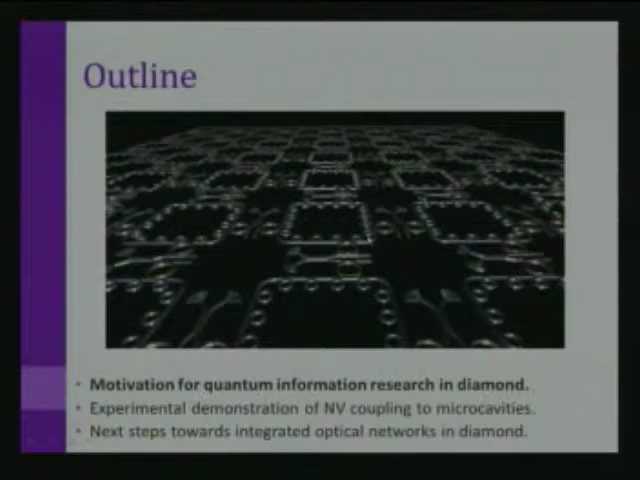 Outline
• Motivation for quantum information research in diamond.
• Experimental demonstration of NV coupling to microcavities.
• Next steps towards integrated optical networks in diamond.